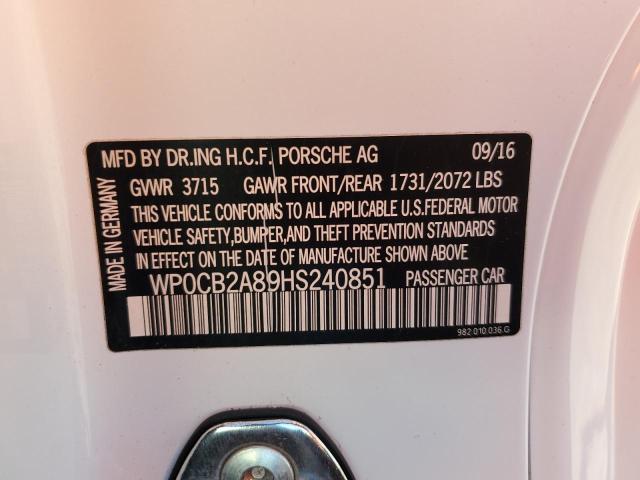 MFD BY DR.ING H.C.F. PORSCHE AG 09/16
GVWR 3715 GAWR FRONT/REAR 1731/2072 LBS
THIS VEHICLE CONFORMS TO ALL APPLICABLE U.S.FEDERAL MOTOR
VEHICLE SAFETY,BUMPER,AND THEFT PREVENTION STANDARDS
IN EFFECT ON THE DATE OF MANUFACTURE SHOWN ABOVE
WP0CB2A89HS240851 PASSENGER CAR
982 010 036 G
MADE IN GERMANY